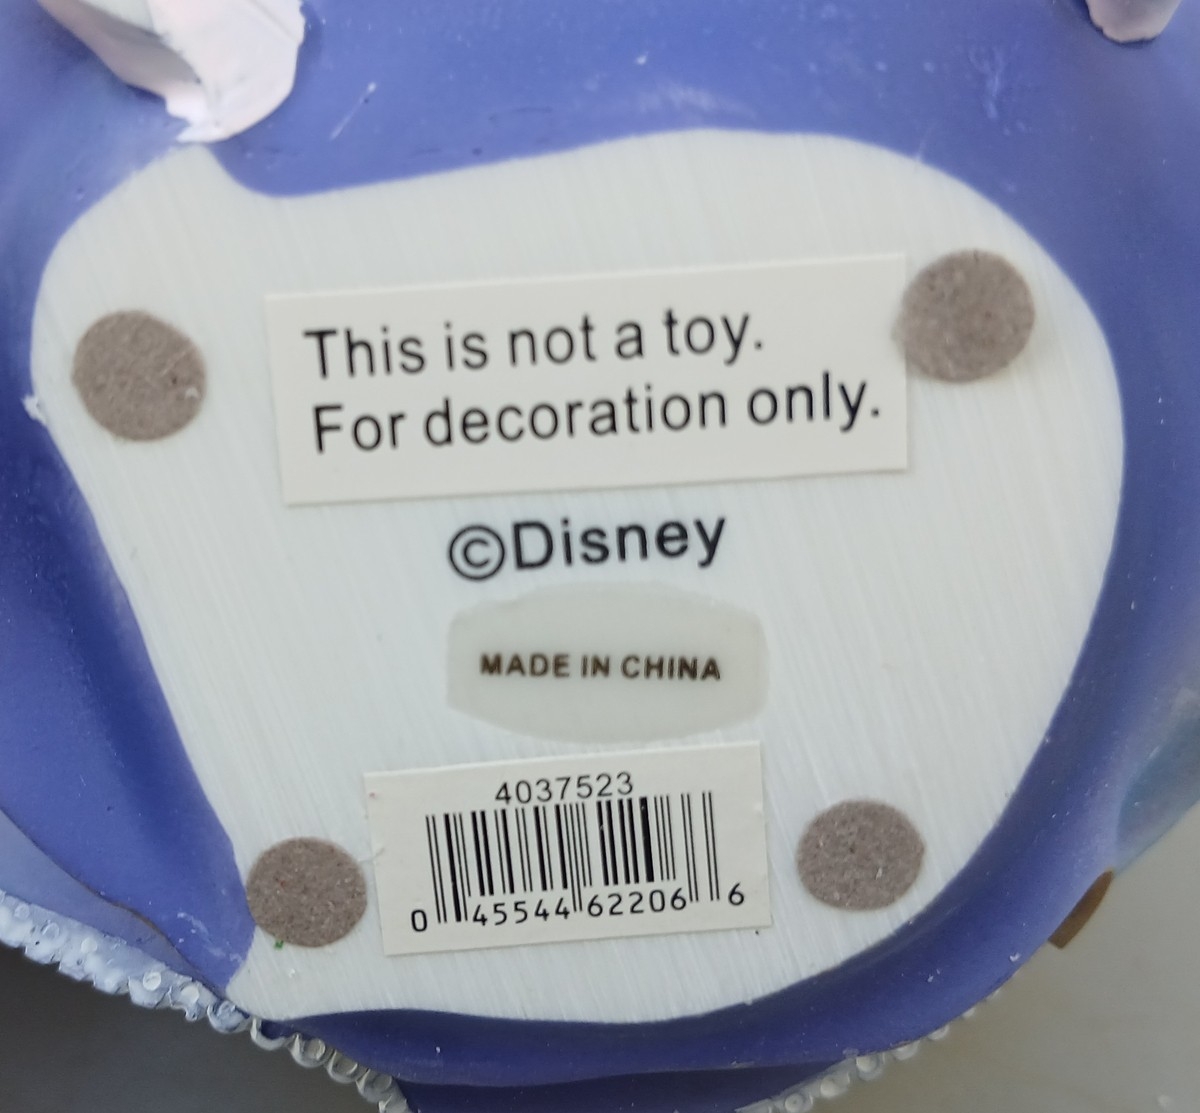 This is not a toy.
For decoration only.
©Disney
MADE IN CHINA
4037523
0 45544 62206 6